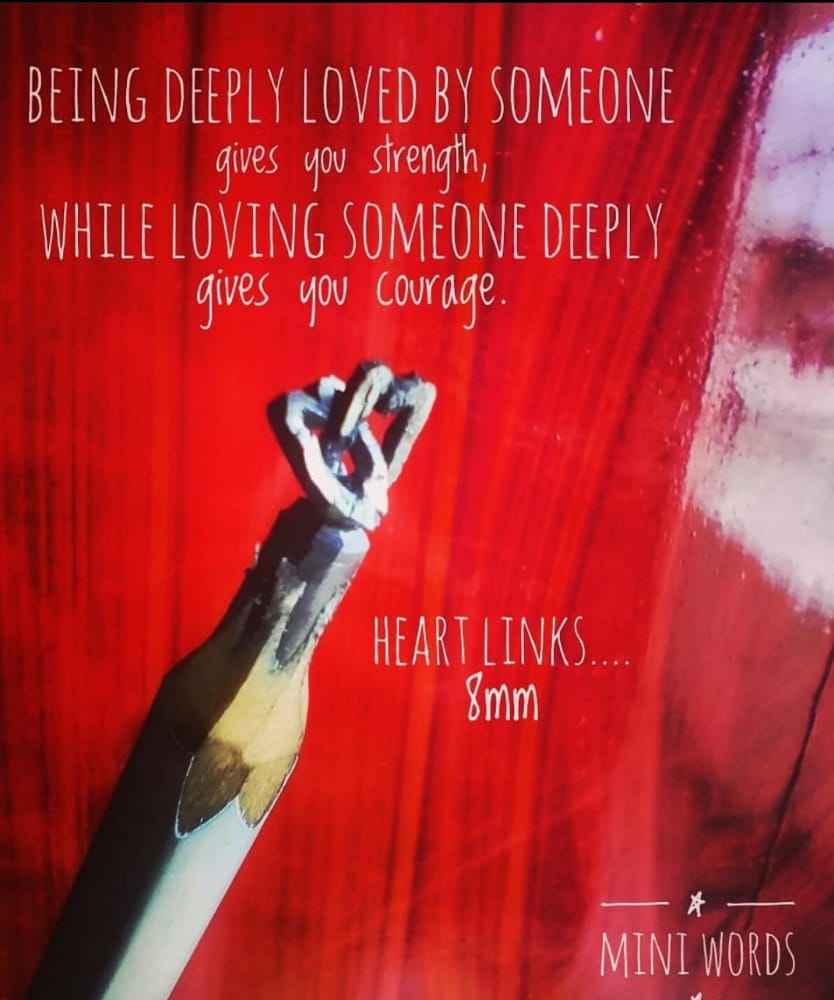 BEING DEEPLY LOVED BY SOMEONE
gives you strength,
WHILE LOVING SOMEONE DEEPLY
gives you courage.
HEART LINKS....
8mm
MINI WORDS